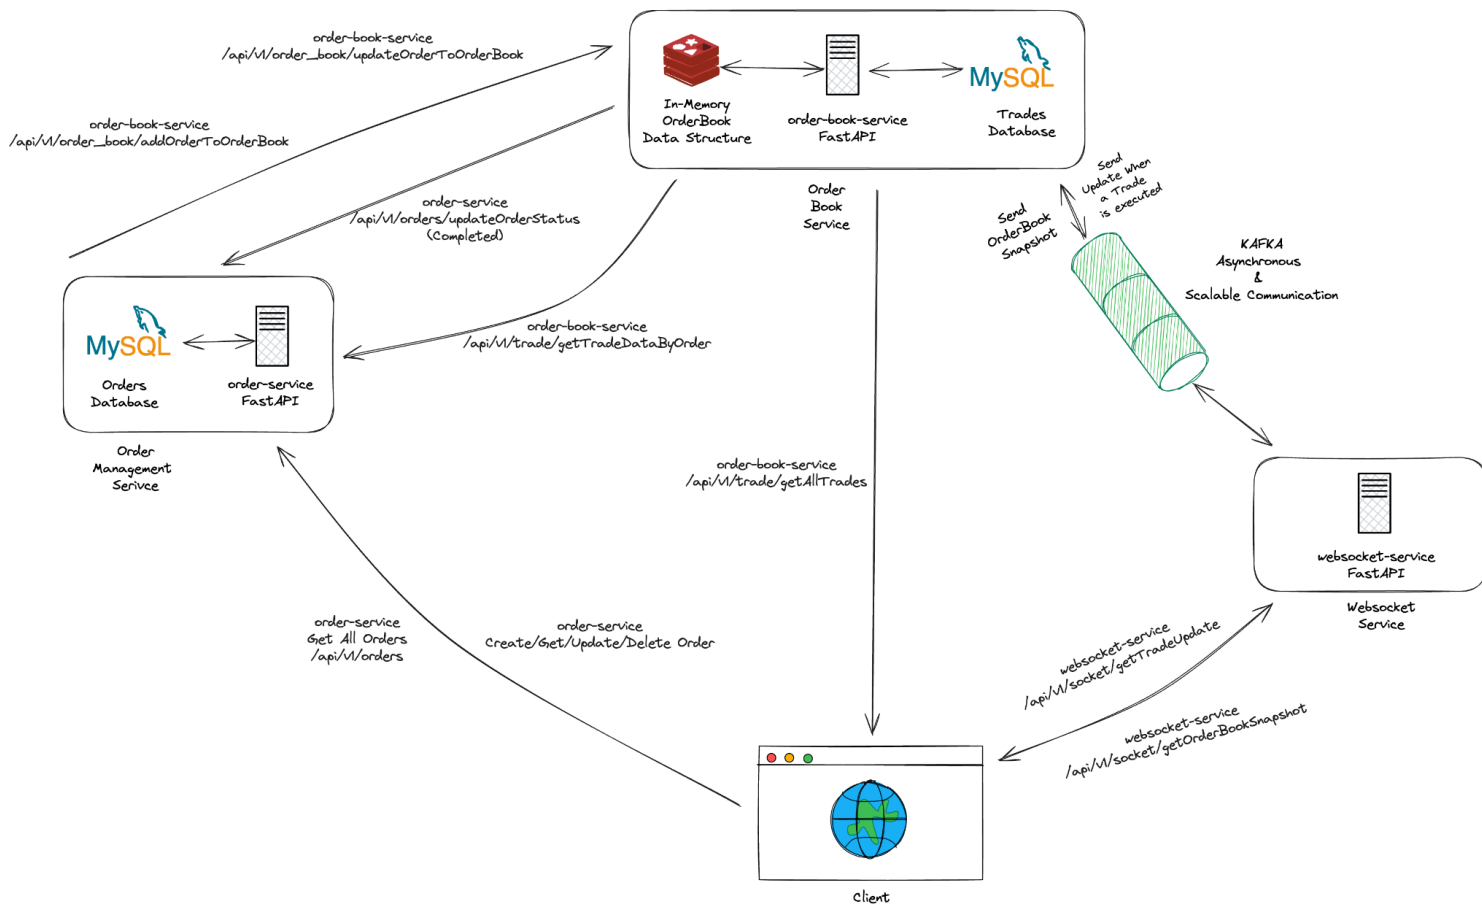 order-book-service
/api/v1/order_book/updateOrderToOrderBook
order-book-service
/api/v1/order_book/addOrderToOrderBook
In-Memory
OrderBook
Data Structure
order-book-service
FastAPI
MySQL
Trades
Database
Order
Book
Service
order-service
/api/v1/orders/updateOrderStatus
(Completed)
Send
Update when
a Trade
is executed
Send
OrderBook
Snapshot
KAFKA
Asynchronous
&
Scalable Communication
MySQL
Orders
Database
order-service
FastAPI
Order
Management
Serivce
order-book-service
/api/v1/trade/getTradeDataByOrder
order-book-service
/api/v1/trade/getAllTrades
websocket-service
FastAPI
Websocket
Service
order-service
Get All Orders
/api/v1/orders
order-service
Create/Get/Update/Delete Order
websocket-service
/api/v1/socket/getTradeUpdate
websocket-service
/api/v1/socket/getOrderBookSnapshot
Client